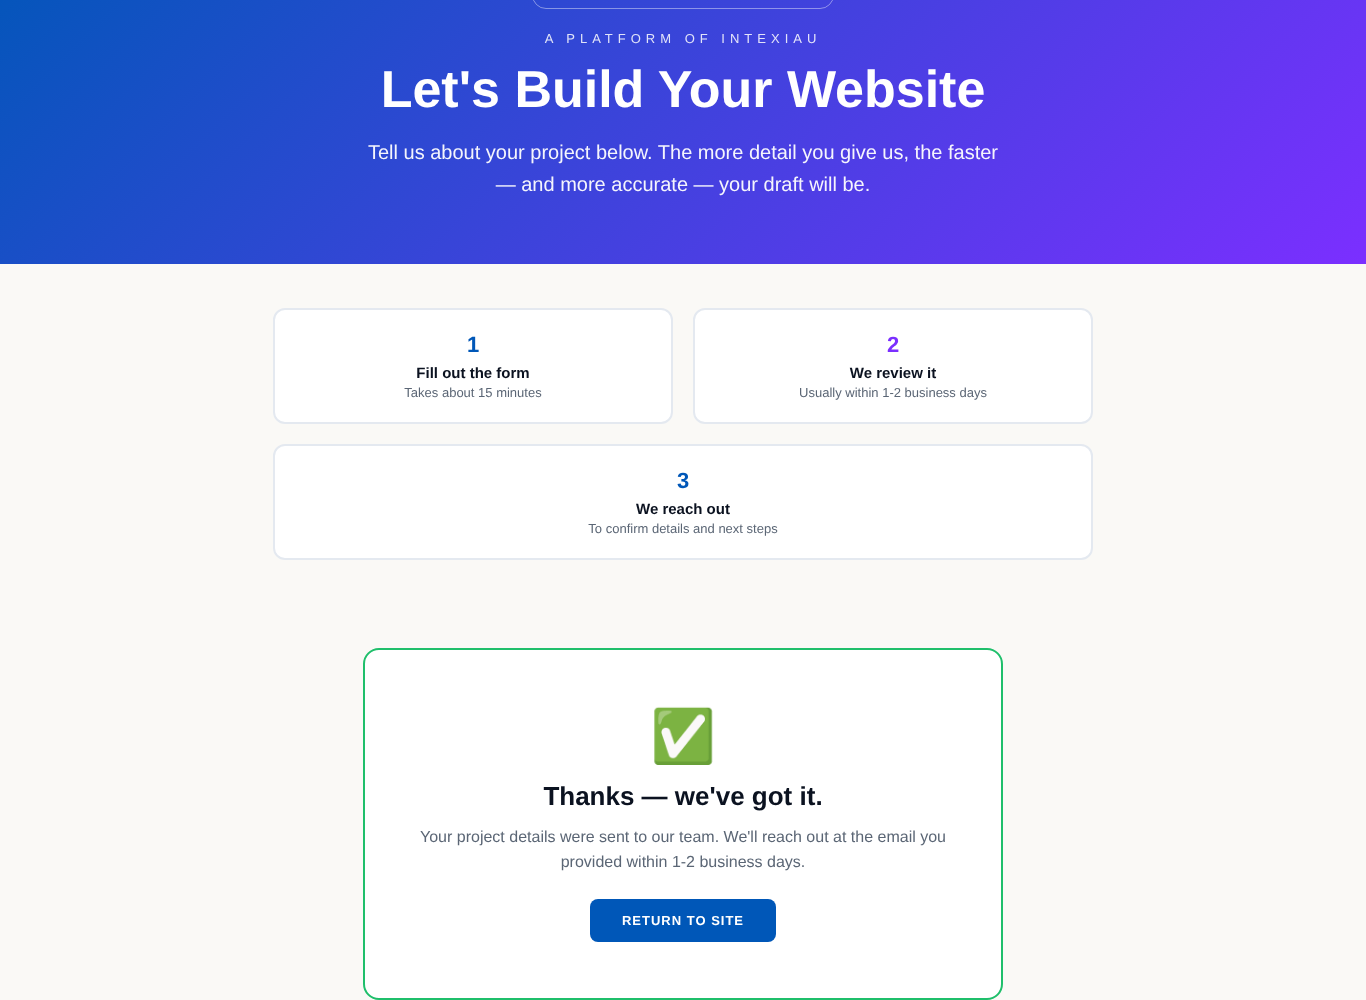 A PLATFORM OF INTEXIAU
Let's Build Your Website
Tell us about your project below. The more detail you give us, the faster
— and more accurate — your draft will be.
1
Fill out the form
Takes about 15 minutes
2
We review it
Usually within 1-2 business days
3
We reach out
To confirm details and next steps
Thanks — we've got it.
Your project details were sent to our team. We'll reach out at the email you
provided within 1-2 business days.
RETURN TO SITE